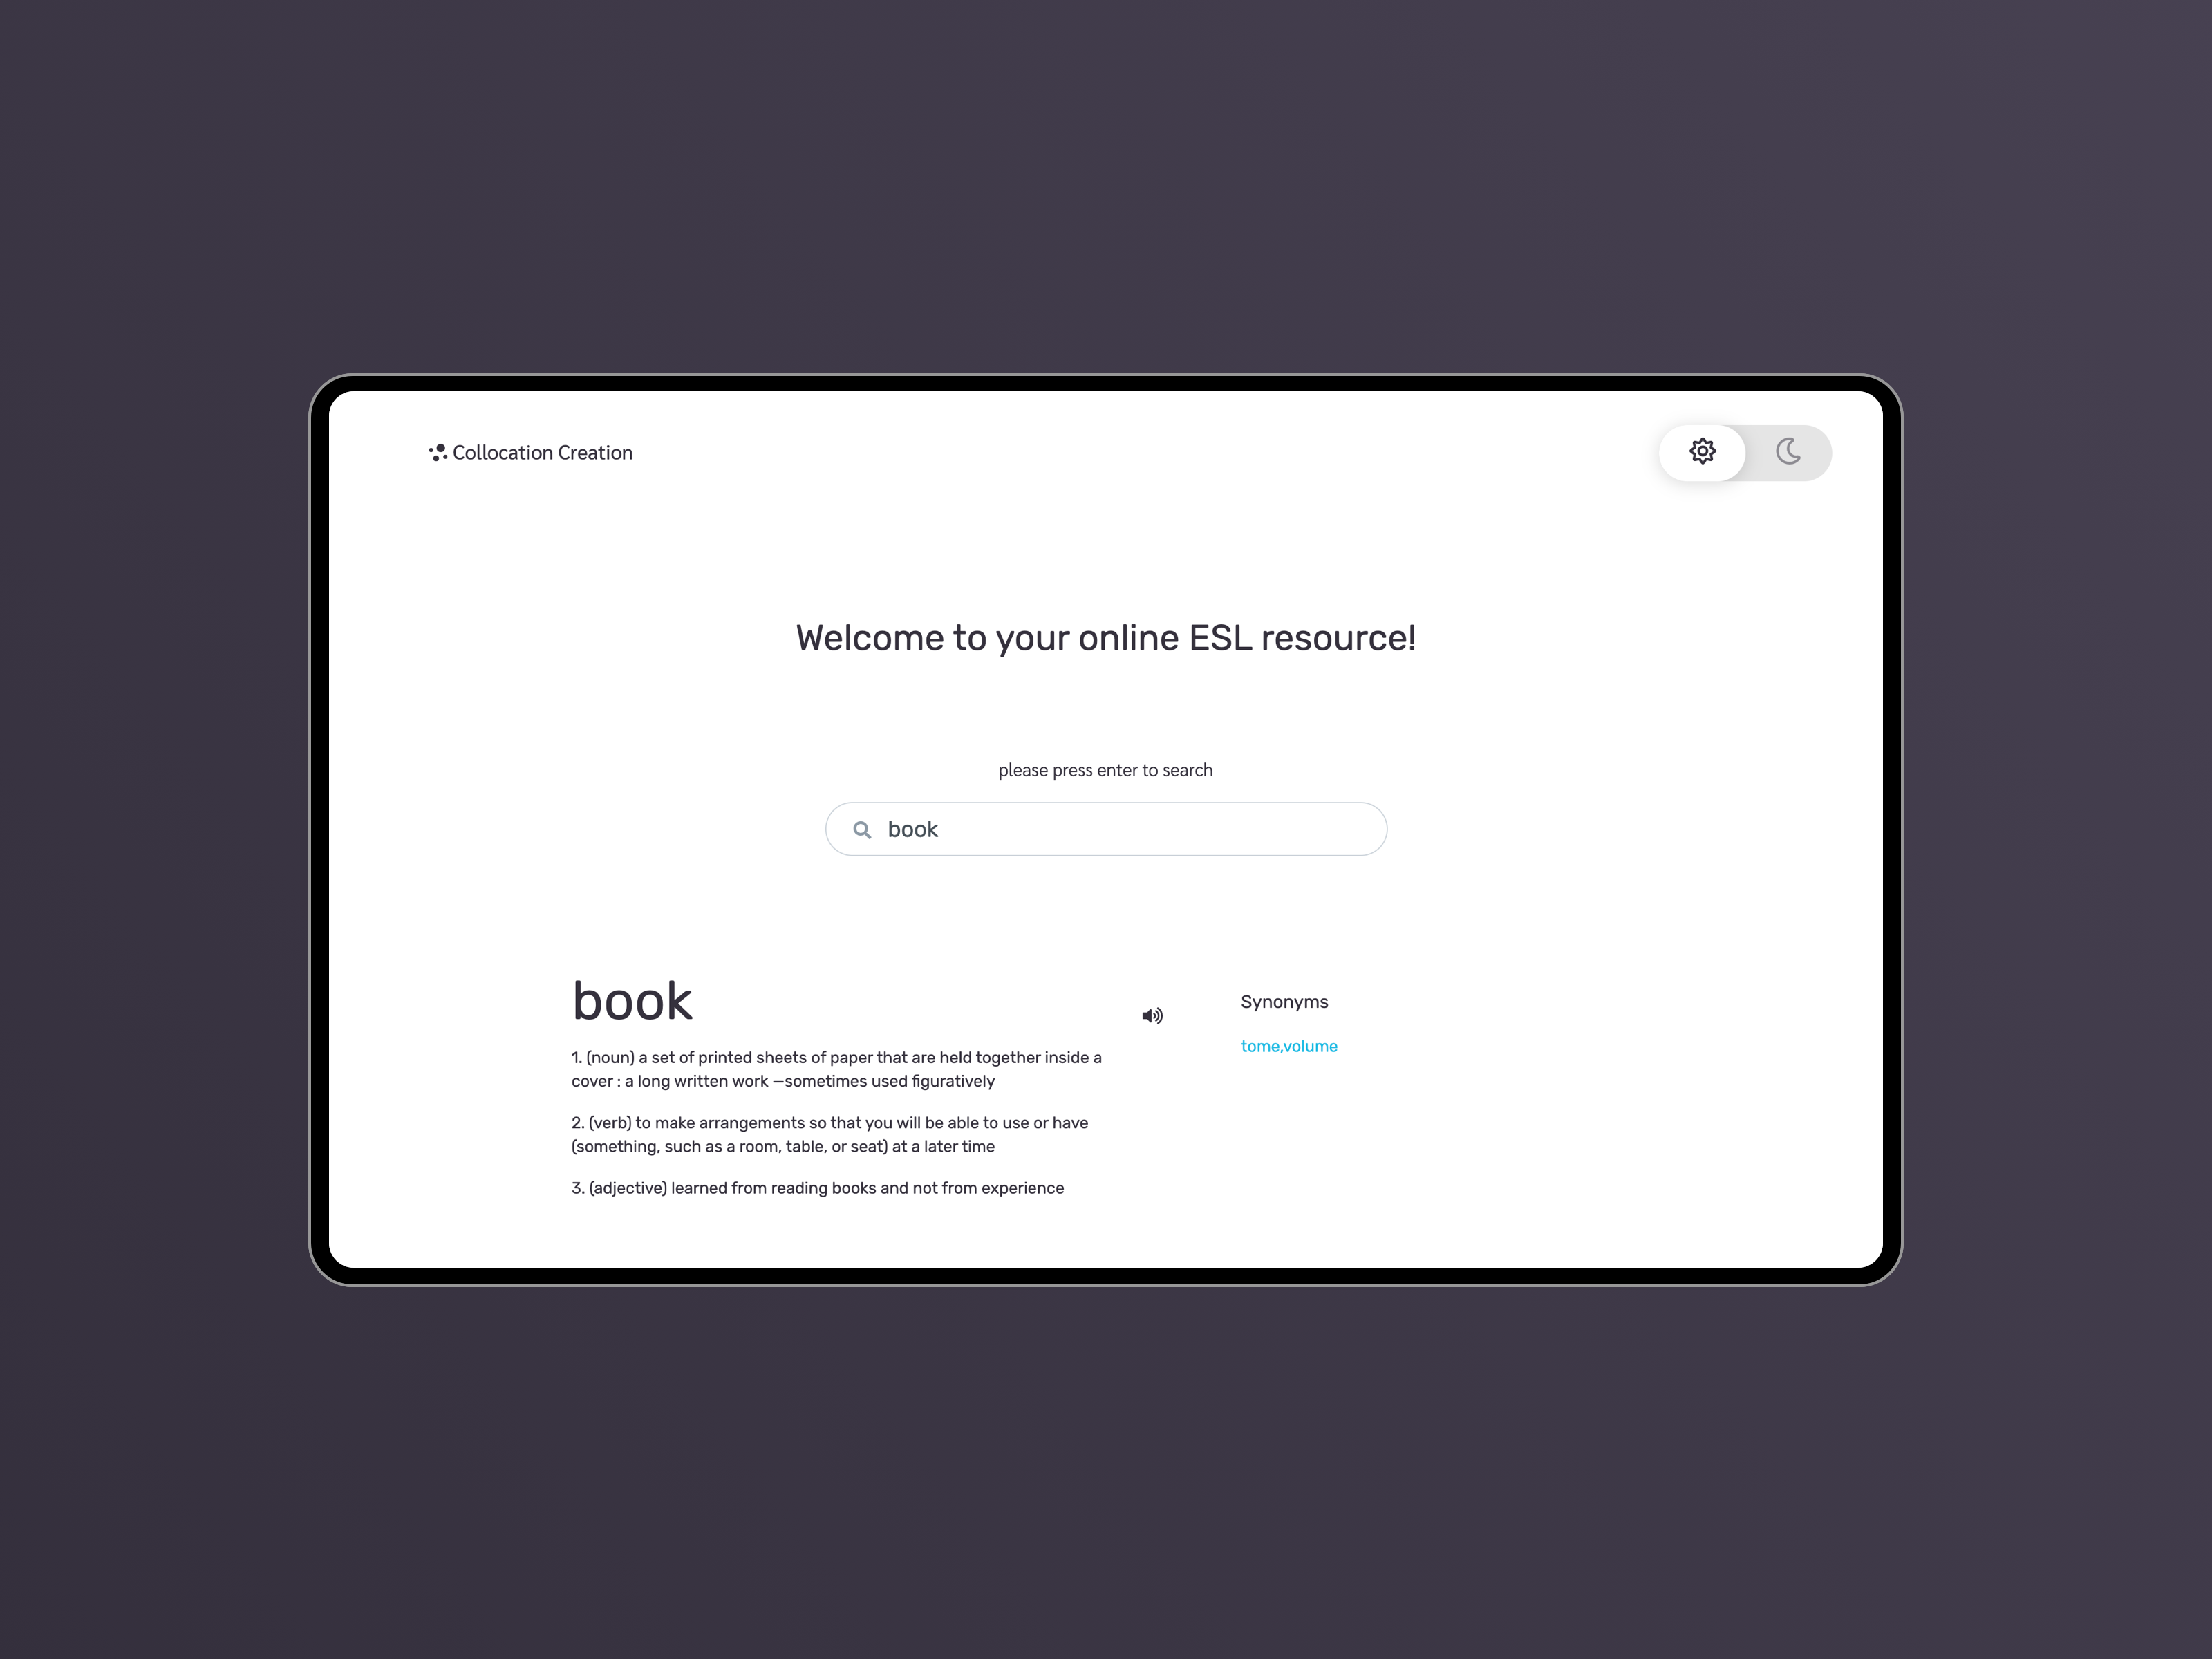 Collocation Creation
Welcome to your online ESL resource!
please press enter to search
book
book
1. (noun) a set of printed sheets of paper that are held together inside a
cover : a long written work —sometimes used figuratively
2. (verb) to make arrangements so that you will be able to use or have
(something, such as a room, table, or seat) at a later time
3. (adjective) learned from reading books and not from experience
Synonyms
tome,volume